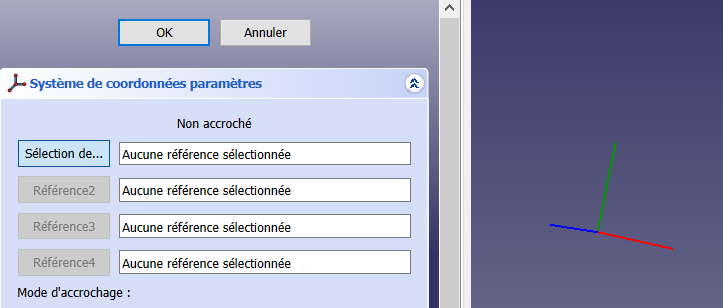 OK Annuler
Système de coordonnées paramètres
Non accroché
Sélection de... Aucune référence sélectionnée
Référence2 Aucune référence sélectionnée
Référence3 Aucune référence sélectionnée
Référence4 Aucune référence sélectionnée
Mode d'accrochage :